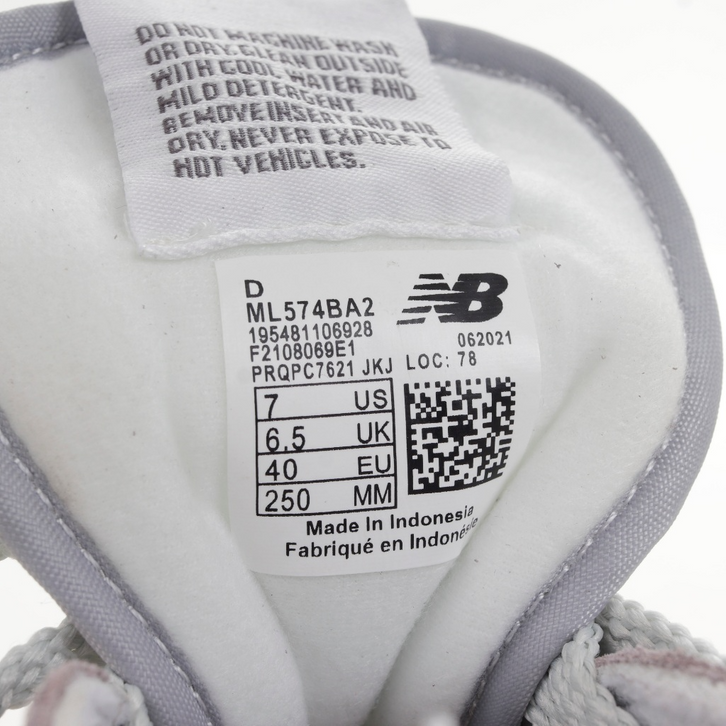 DO NOT MACHINE WASH
OR DRY. CLEAN OUTSIDE
WITH COOL WATER AND
MILD DETERGENT.
REMOVE INSERT AND AIR
DRY. NEVER EXPOSE TO
HOT VEHICLES.
D
ML574BA2
NB
195481106928
F2108069E1
062021
PRQPC7621 JKJ LOC: 78
7 US
6.5 UK
40 EU
250 MM
Made In Indonesia
Fabriqué en Indonésie